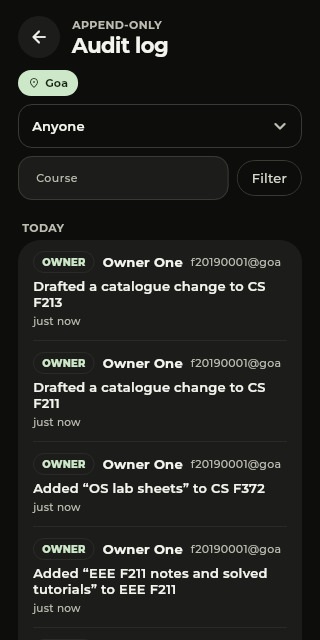 APPEND-ONLY
Audit log
Goa
Anyone
Course
Filter
TODAY
OWNER Owner One f20190001@goa
Drafted a catalogue change to CS
F213
just now
OWNER Owner One f20190001@goa
Drafted a catalogue change to CS
F211
just now
OWNER Owner One f20190001@goa
Added “OS lab sheets” to CS F372
just now
OWNER Owner One f20190001@goa
Added “EEE F211 notes and solved
tutorials” to EEE F211
just now